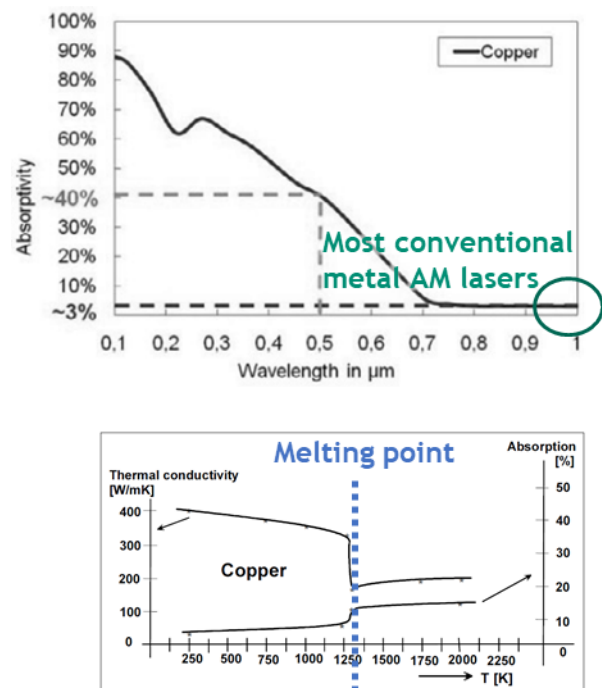 100%
90%
80%
70%
60%
50%
~40%
30%
20%
10%
~3%
Absorptivity
Copper
Most conventional
metal AM lasers
0,1 0,2 0,3 0,4 0,5 0,6 0,7 0,8 0,9 1
Wavelength in µm
Melting point
Thermal conductivity
[W/mK]
Absorption
[%]
400
300
200
100
0
Copper
50
40
30
20
10
0
250 500 750 1000 1250 1500 1750 2000 2250
T [K]